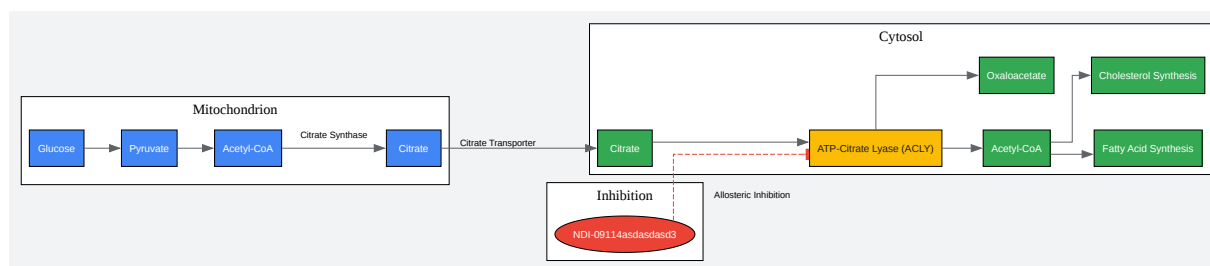 Cytosol
Oxaloacetate
Cholesterol Synthesis
Mitochondrion
Glucose
Pyruvate
Acetyl-CoA
Citrate Synthase
Citrate
Citrate Transporter
Citrate
ATP-Citrate Lyase (ACLY)
Acetyl-CoA
Fatty Acid Synthesis
Inhibition
Allosteric Inhibition
NDI-09114asdasdasd3